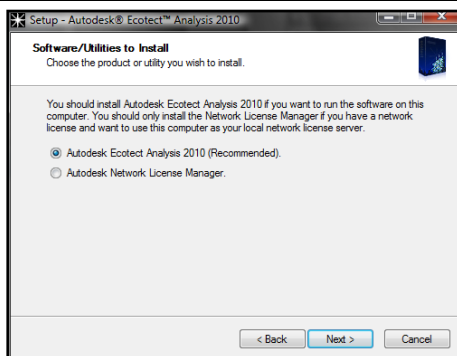 Setup - Autodesk® Ecotect™ Analysis 2010
Software/Utilities to Install
Choose the product or utility you wish to install.
You should install Autodesk Ecotect Analysis 2010 if you want to run the software on this
computer. You should only install the Network License Manager if you have a network
license and want to use this computer as your local network license server.
Autodesk Ecotect Analysis 2010 (Recommended).
Autodesk Network License Manager.
< Back Next > Cancel